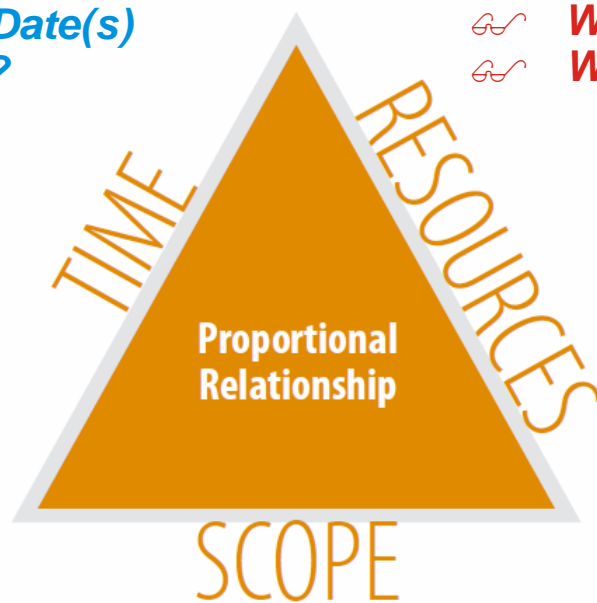 Date(s)
?
W
W
TIME
RESOURCES
Proportional
Relationship
SCOPE